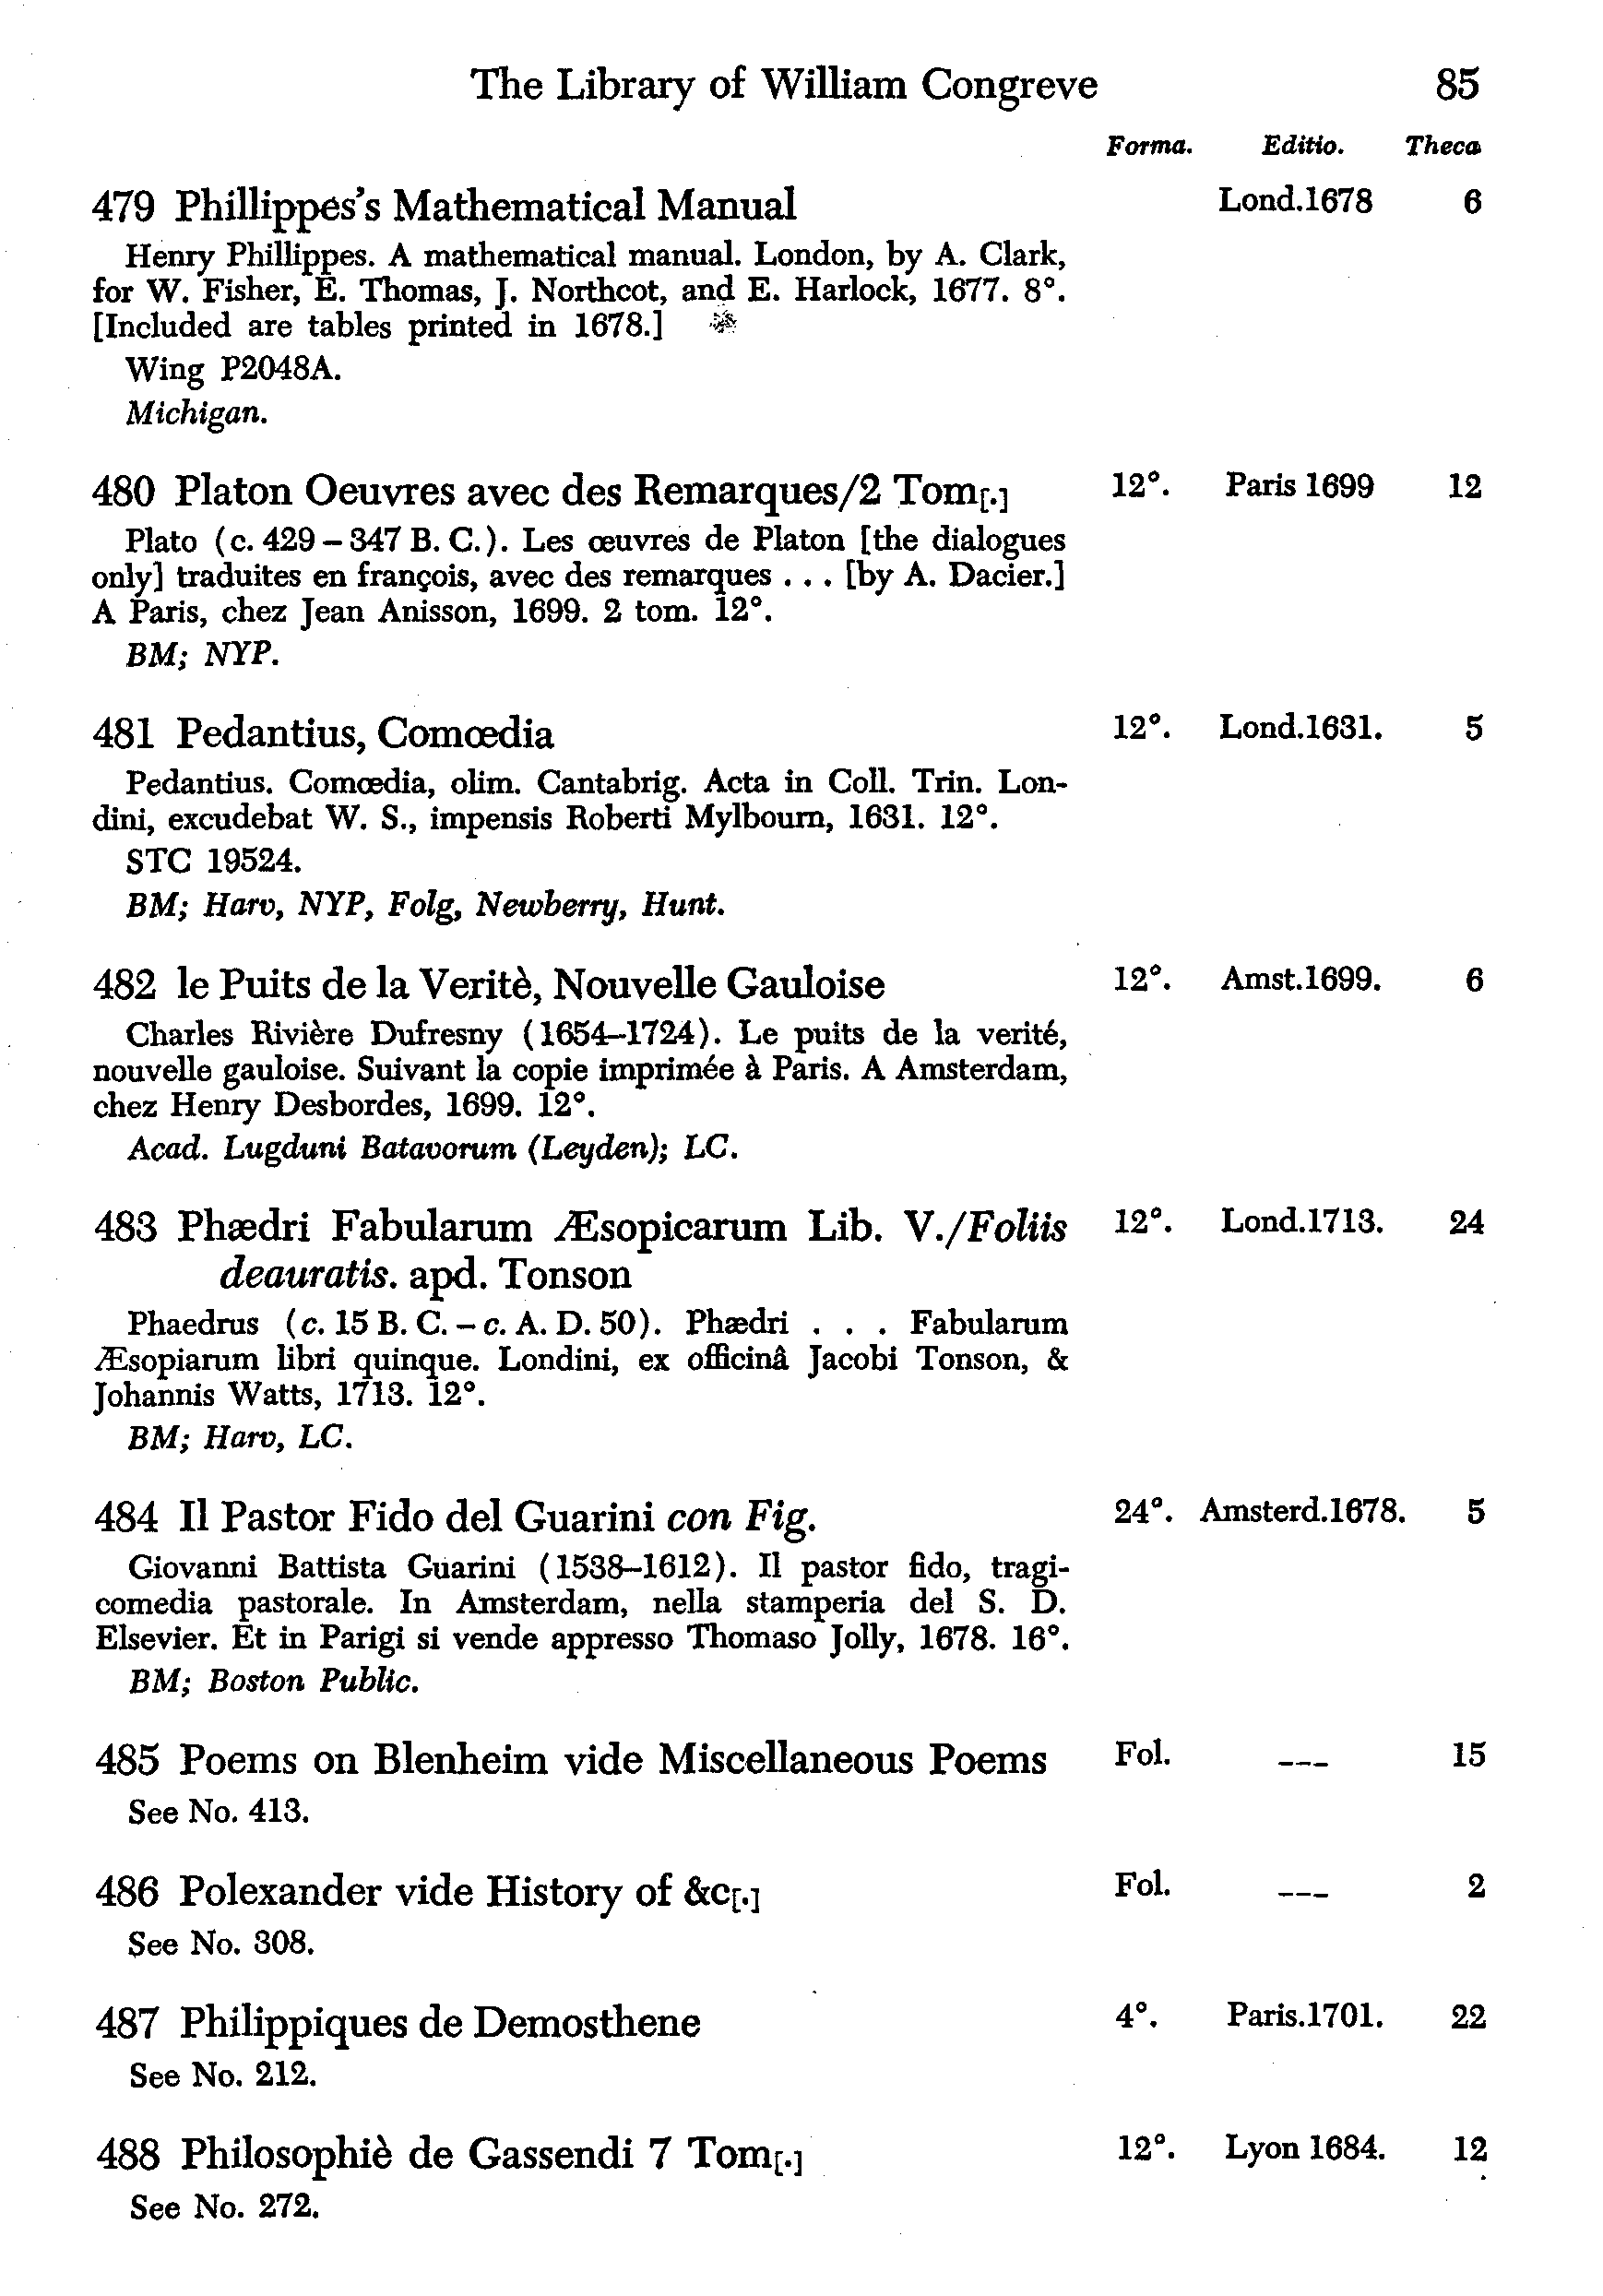 The Library of William Congreve 85
Forma. Editio. Theca
479 Phillippes's Mathematical Manual Lond.1678 6
Henry Phillippes. A mathematical manual. London, by A. Clark,
for W. Fisher, E. Thomas, J. Northcot, and E. Harlock, 1677. 8°.
[Included are tables printed in 1678.]
Wing P2048A.
Michigan.
480 Platon Oeuvres avec des Remarques/2 Tom[.] 12°. Paris 1699 12
Plato (c. 429 – 347 B. C.). Les œuvres de Platon [the dialogues
only] traduites en françois, avec des remarques . . . [by A. Dacier.]
A Paris, chez Jean Anisson, 1699. 2 tom. 12°.
BM; NYP.
481 Pedantius, Comœdia 12°. Lond.1631. 5
Pedantius. Comœdia, olim. Cantabrig. Acta in Coll. Trin. Lon-
dini, excudebat W. S., impensis Roberti Mylbourn, 1631. 12°.
STC 19524.
BM; Harv, NYP, Folg, Newberry, Hunt.
482 le Puits de la Veritè, Nouvelle Gauloise 12°. Amst.1699. 6
Charles Rivière Dufresny (1654–1724). Le puits de la verité,
nouvelle gauloise. Suivant la copie imprimée à Paris. A Amsterdam,
chez Henry Desbordes, 1699. 12°.
Acad. Lugduni Batavorum (Leyden); LC.
483 Phædri Fabularum Æsopicarum Lib. V./Foliis 12°. Lond.1713. 24
deauratis. apd. Tonson
Phaedrus (c. 15 B. C. – c. A. D. 50). Phædri . . . Fabularum
Æsopiarum libri quinque. Londini, ex officinâ Jacobi Tonson, &
Johannis Watts, 1713. 12°.
BM; Harv, LC.
484 Il Pastor Fido del Guarini con Fig. 24°. Amsterd.1678. 5
Giovanni Battista Guarini (1538–1612). Il pastor fido, tragi-
comedia pastorale. In Amsterdam, nella stamperia del S. D.
Elsevier. Et in Parigi si vende appresso Thomaso Jolly, 1678. 16°.
BM; Boston Public.
485 Poems on Blenheim vide Miscellaneous Poems Fol. --- 15
See No. 413.
486 Polexander vide History of &c[.] Fol. --- 2
See No. 308.
487 Philippiques de Demosthene 4°. Paris.1701. 22
See No. 212.
488 Philosophiè de Gassendi 7 Tom[.] 12°. Lyon 1684. 12
See No. 272.